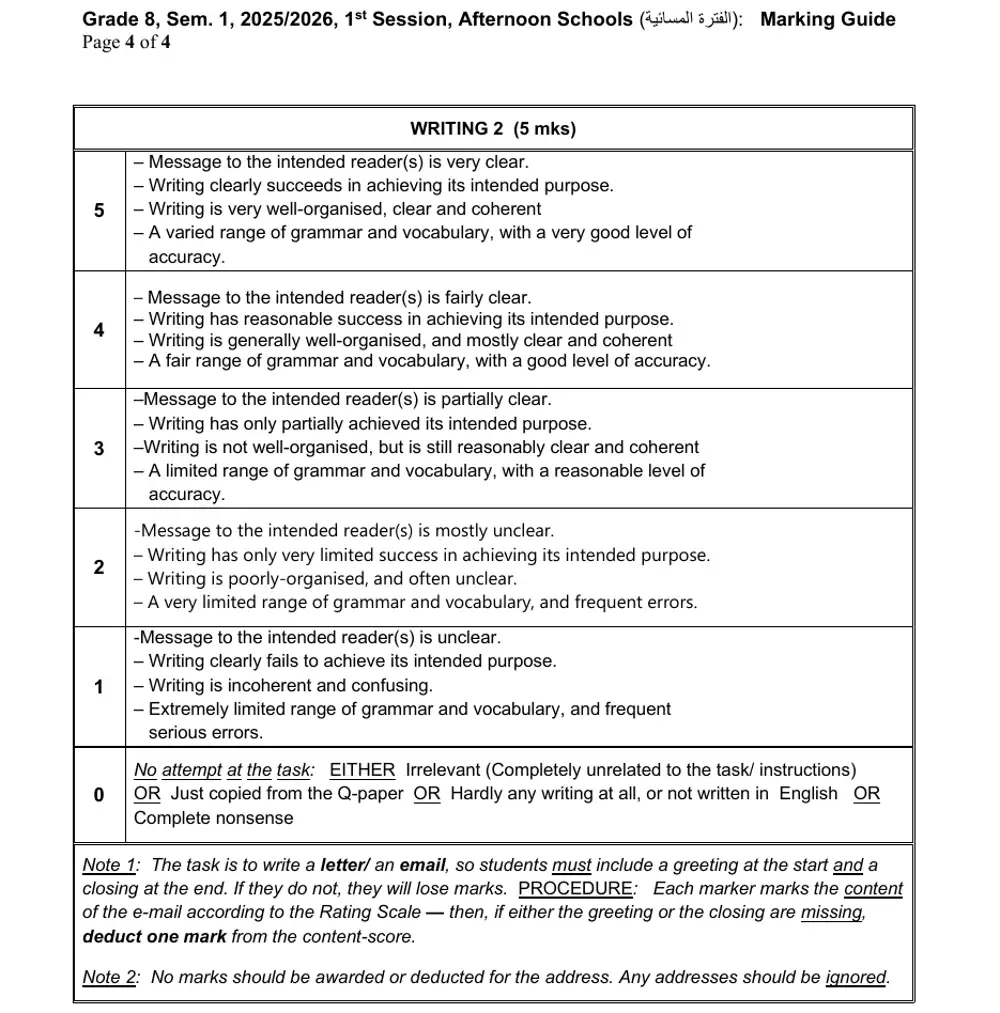 Grade 8, Sem. 1, 2025/2026, 1st Session, Afternoon Schools (الفترة المسائية): Marking Guide
Page 4 of 4
WRITING 2 (5 mks)
5
– Message to the intended reader(s) is very clear.
– Writing clearly succeeds in achieving its intended purpose.
– Writing is very well-organised, clear and coherent
– A varied range of grammar and vocabulary, with a very good level of
accuracy.
4
– Message to the intended reader(s) is fairly clear.
– Writing has reasonable success in achieving its intended purpose.
– Writing is generally well-organised, and mostly clear and coherent
– A fair range of grammar and vocabulary, with a good level of accuracy.
3
–Message to the intended reader(s) is partially clear.
– Writing has only partially achieved its intended purpose.
–Writing is not well-organised, but is still reasonably clear and coherent
– A limited range of grammar and vocabulary, with a reasonable level of
accuracy.
2
-Message to the intended reader(s) is mostly unclear.
– Writing has only very limited success in achieving its intended purpose.
– Writing is poorly-organised, and often unclear.
– A very limited range of grammar and vocabulary, and frequent errors.
1
-Message to the intended reader(s) is unclear.
– Writing clearly fails to achieve its intended purpose.
– Writing is incoherent and confusing.
– Extremely limited range of grammar and vocabulary, and frequent
serious errors.
0
No attempt at the task: EITHER Irrelevant (Completely unrelated to the task/ instructions)
OR Just copied from the Q-paper OR Hardly any writing at all, or not written in English OR
Complete nonsense
Note 1: The task is to write a letter/ an email, so students must include a greeting at the start and a
closing at the end. If they do not, they will lose marks. PROCEDURE: Each marker marks the content
of the e-mail according to the Rating Scale — then, if either the greeting or the closing are missing,
deduct one mark from the content-score.
Note 2: No marks should be awarded or deducted for the address. Any addresses should be ignored.